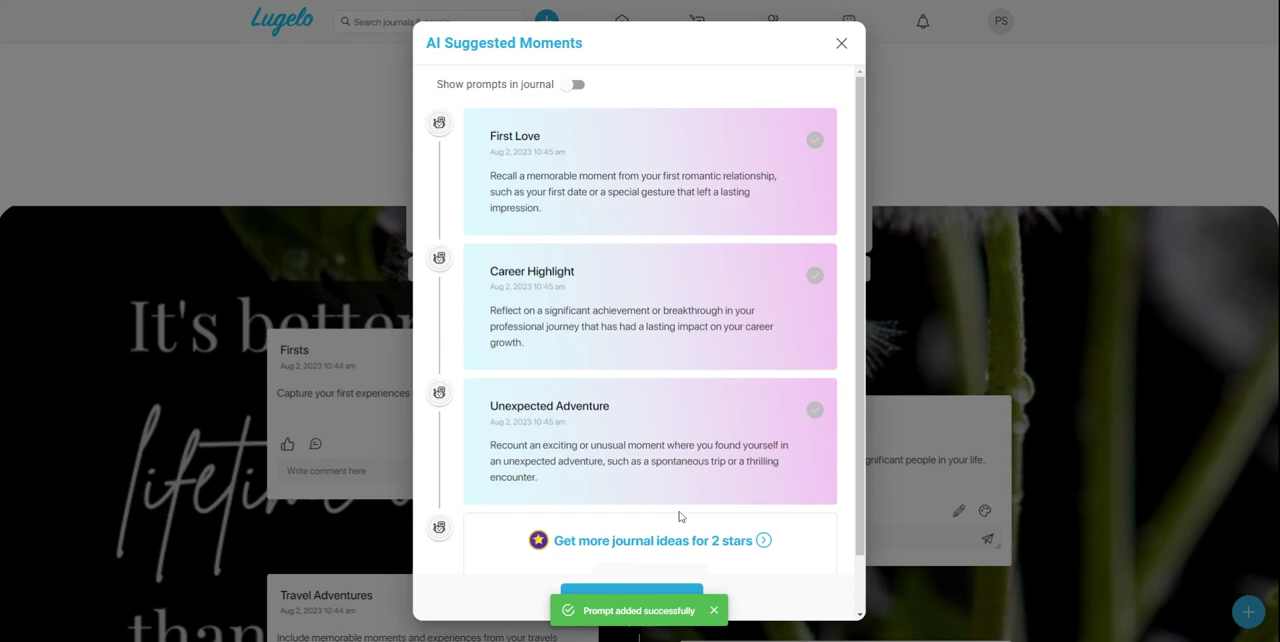 Lugelo
Search journals & people
PS
AI Suggested Moments
Show prompts in journal
First Love
Aug 2, 2023 10:45 am
Recall a memorable moment from your first romantic relationship,
such as your first date or a special gesture that left a lasting
impression.
Career Highlight
Aug 2, 2023 10:45 am
Reflect on a significant achievement or breakthrough in your
professional journey that has had a lasting impact on your career
growth.
Unexpected Adventure
Aug 2, 2023 10:45 am
Recount an exciting or unusual moment where you found yourself in
an unexpected adventure, such as a spontaneous trip or a thrilling
encounter.
Get more journal ideas for 2 stars
Prompt added successfully
It's better
lifetime
than
Firsts
Aug 2, 2023 10:44 am
Capture your first experiences
Write comment here
gnificant people in your life.
Travel Adventures
Aug 2, 2023 10:44 am
Include memorable moments and experiences from your travels